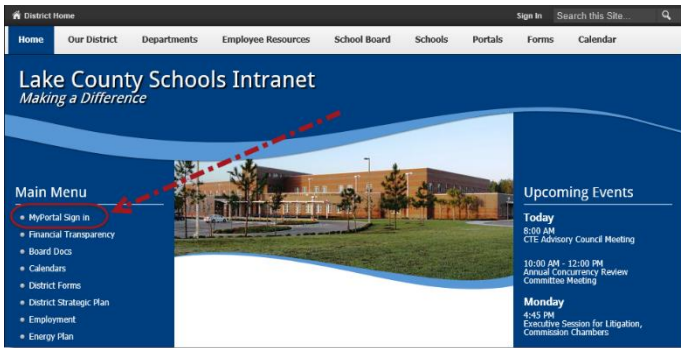 District Home
Sign In Search this Site...
Home Our District Departments Employee Resources School Board Schools Portals Forms Calendar
Lake County Schools Intranet
Making a Difference
Main Menu
MyPortal Sign in
Financial Transparency
Board Docs
Calendars
District Forms
District Strategic Plan
Employment
Energy Plan
Upcoming Events
Today
8:00 AM
CTE Advisory Council Meeting
10:00 AM - 12:00 PM
Annual Concurrency Review
Committee Meeting
Monday
4:45 PM
Executive Session for Litigation,
Commission Chambers